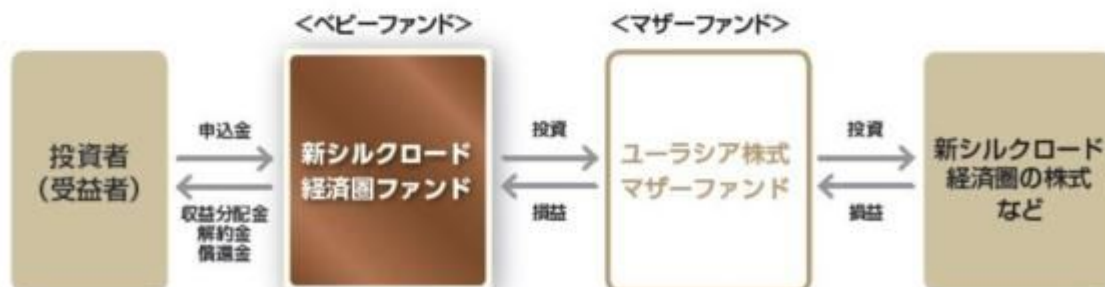 <ベビーファンド>
<マザーファンド>
投資者
(受益者)
申込金
収益分配金
解約金
償還金
新シルクロード
経済圏ファンド
投資
損益
ユーラシア株式
マザーファンド
投資
損益
新シルクロード
経済圏の株式
など